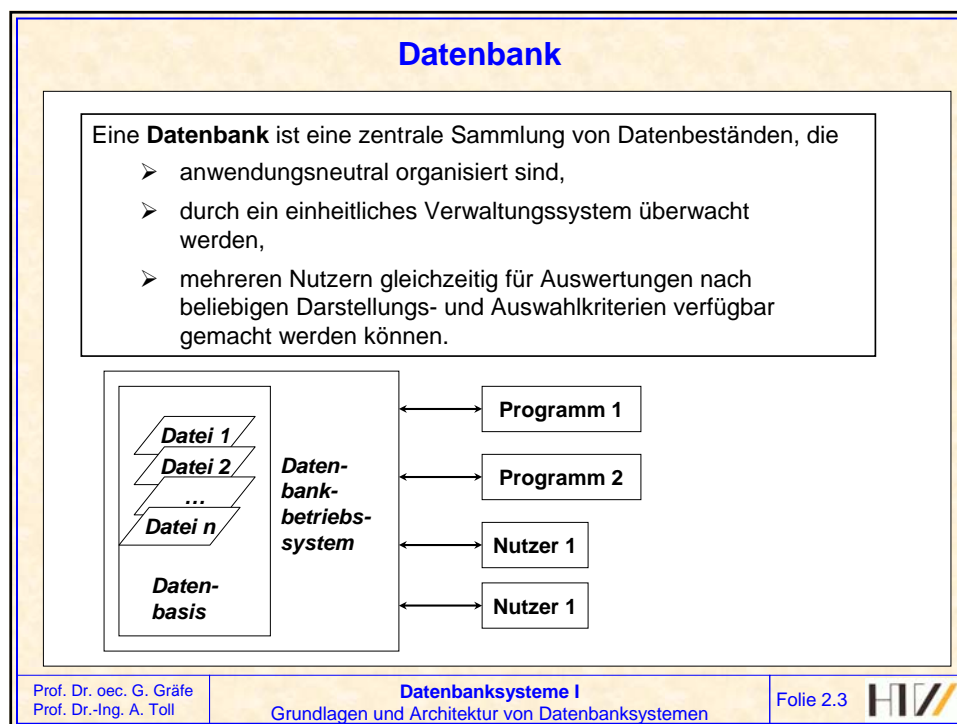 Datenbank
Eine Datenbank ist eine zentrale Sammlung von Datenbeständen, die
➢ anwendungsneutral organisiert sind,
➢ durch ein einheitliches Verwaltungssystem überwacht
werden,
➢ mehreren Nutzern gleichzeitig für Auswertungen nach
beliebigen Darstellungs- und Auswahlkriterien verfügbar
gemacht werden können.
Datei 1
Datei 2
...
Datei n
Daten-
basis
Daten-
bank-
betriebs-
system
Programm 1
Programm 2
Nutzer 1
Nutzer 1
Prof. Dr. oec. G. Gräfe
Prof. Dr.-Ing. A. Toll
Datenbanksysteme I
Grundlagen und Architektur von Datenbanksystemen
Folie 2.3
HTW